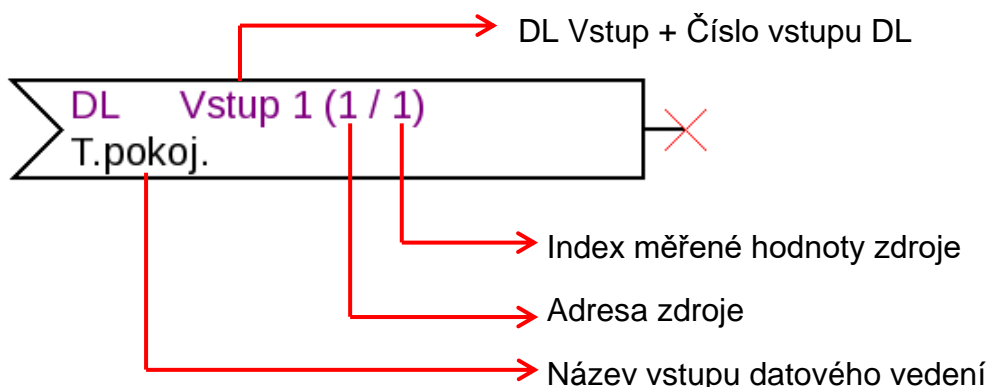 DL Vstup + Číslo vstupu DL
DL Vstup 1 (1 / 1)
T.pokoj.
Index měřené hodnoty zdroje
Adresa zdroje
Název vstupu datového vedení